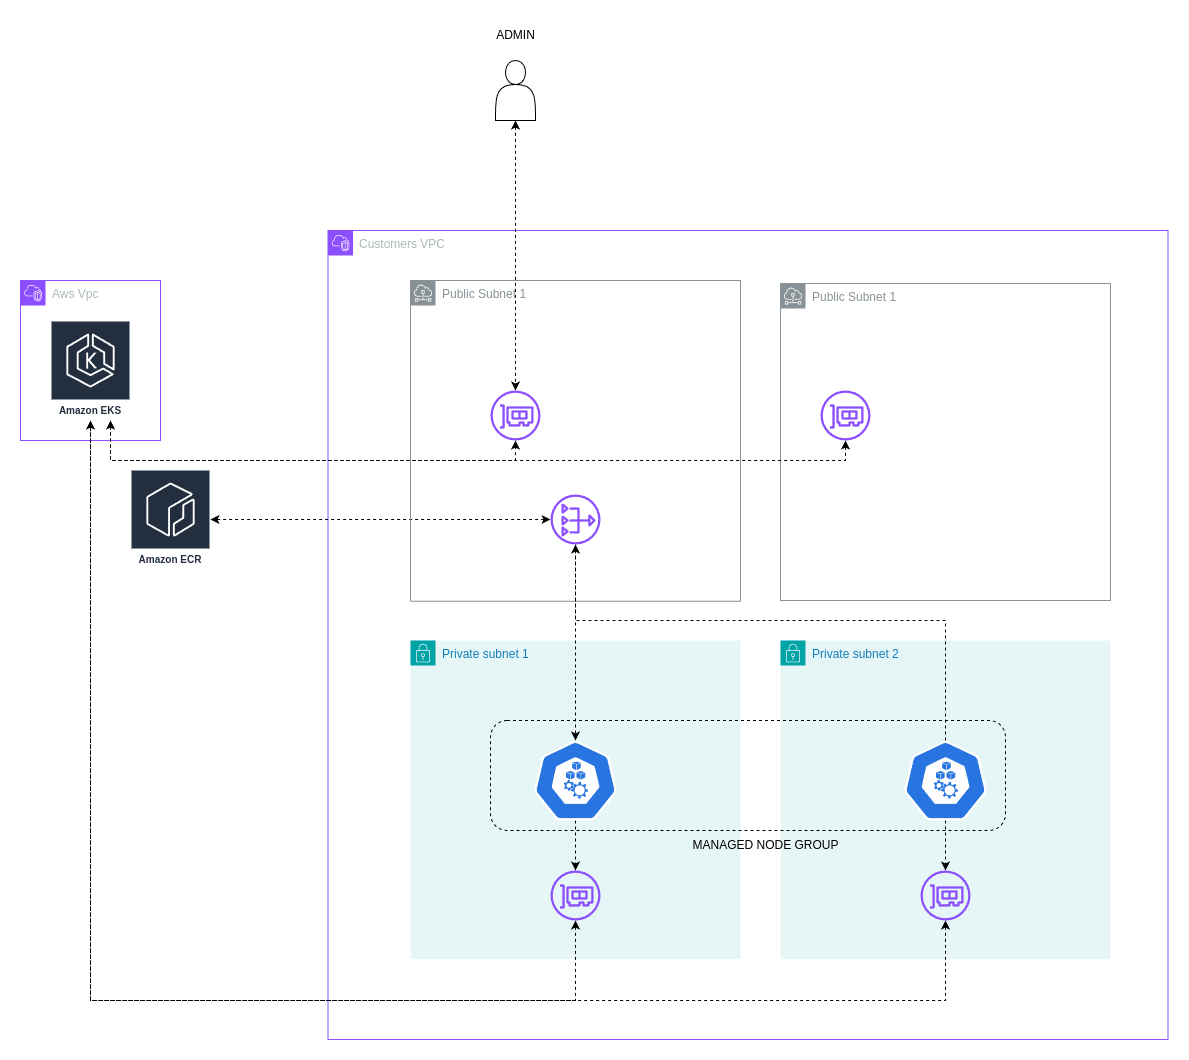 ADMIN
Customers VPC
Aws Vpc
Public Subnet 1
Public Subnet 1
K
Amazon EKS
Amazon ECR
Private subnet 1
Private subnet 2
MANAGED NODE GROUP